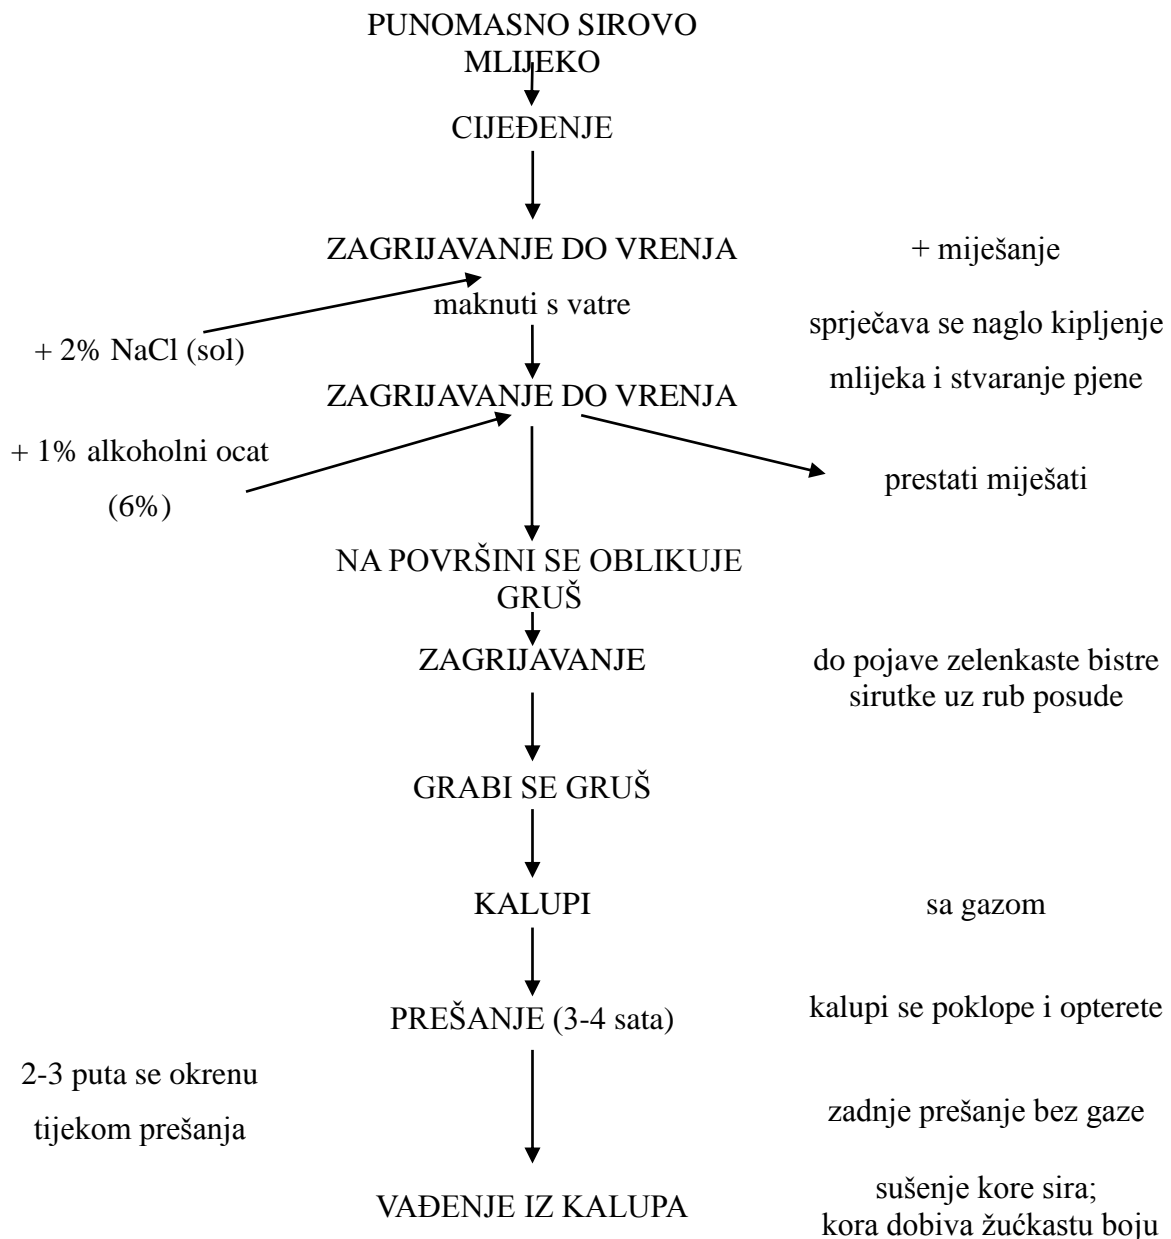 PUNOMASNO SIROVO
MLIJEKO
CIJEĐENJE
ZAGRIJAVANJE DO VRENJA
+ miješanje
maknuti s vatre
+ 2% NaCl (sol)
sprječava se naglo kipljenje
mlijeka i stvaranje pjene
ZAGRIJAVANJE DO VRENJA
+ 1% alkoholni ocat
(6%)
prestati miješati
NA POVRŠINI SE OBLIKUJE
GRUŠ
ZAGRIJAVANJE
do pojave zelenkaste bistre
sirutke uz rub posude
GRABI SE GRUŠ
KALUPI
sa gazom
PREŠANJE (3-4 sata)
kalupi se poklope i opterete
2-3 puta se okrenu
tijekom prešanja
zadnje prešanje bez gaze
VAĐENJE IZ KALUPA
sušenje kore sira;
kora dobiva žućkastu boju